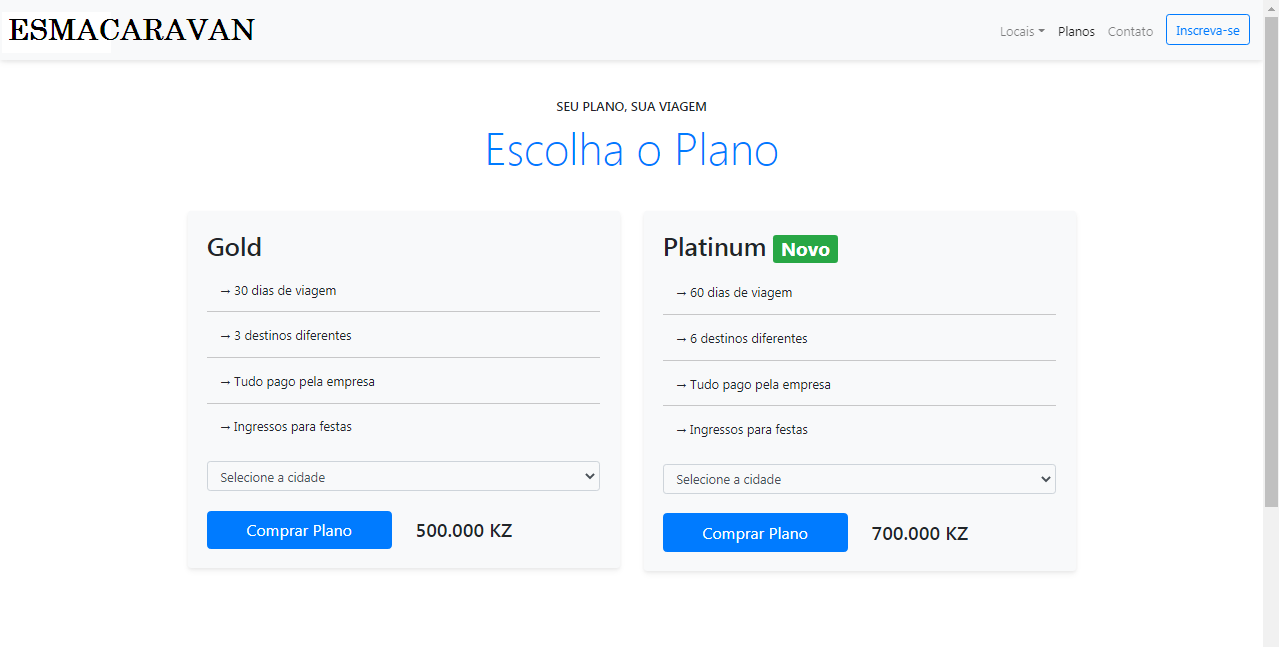 ESMACARAVAN
Locais Planos Contato Inscreva-se
SEU PLANO, SUA VIAGEM
Escolha o Plano
Gold
→ 30 dias de viagem
→ 3 destinos diferentes
→ Tudo pago pela empresa
→ Ingressos para festas
Selecione a cidade
Comprar Plano 500.000 KZ
Platinum Novo
→ 60 dias de viagem
→ 6 destinos diferentes
→ Tudo pago pela empresa
→ Ingressos para festas
Selecione a cidade
Comprar Plano 700.000 KZ